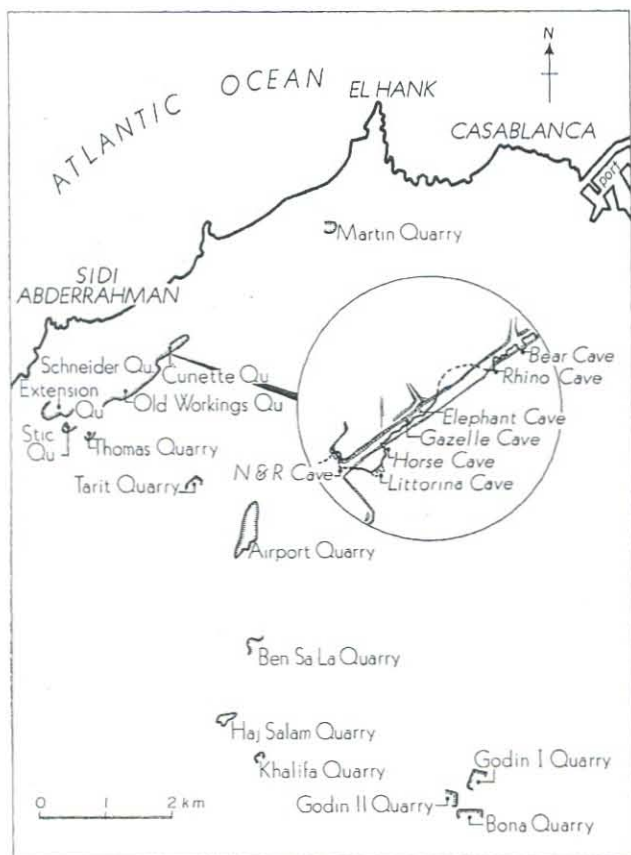 N
ATLANTIC OCEAN
EL HANK
CASABLANCA
port
Martin Quarry
SIDI
ABDERRAHMAN
Schneider Qu
Cunette Qu
Extension
Qu
Old Workings Qu
Stic
Qu
Thomas Quarry
Tarit Quarry
Bear Cave
Rhino Cave
Elephant Cave
Gazelle Cave
Horse Cave
N & R Cave
Littorina Cave
Airport Quarry
Ben Sa La Quarry
Haj Salam Quarry
Khalifa Quarry
Godin I Quarry
Godin II Quarry
Bona Quarry
0 1 2 km